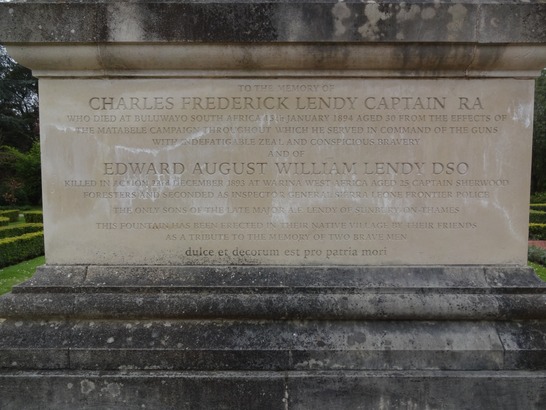 TO THE MEMORY OF
CHARLES FREDERICK LENDY CAPTAIN RA
WHO DIED AT BULUWAYO SOUTH AFRICA JANUARY 1894 AGED 30 FROM THE EFFECTS OF
THE MATABELE CAMPAIGN THROUGHOUT WHICH HE SERVED IN COMMAND OF THE GUNS
WITH INDEFATIGABLE ZEAL AND CONSPICIOUS BRAVERY
AND OF
EDWARD AUGUST WILLIAM LENDY DSO
KILLED IN ACTION DECEMBER 1893 AT WARINA WEST AFRICA AGED 25 CAPTAIN SHERWOOD
FORESTERS AND SECONDED AS INSPECTOR GENERAL SIERRA LEONE FRONTIER POLICE
THE ONLY SONS OF THE LATE MAJOR A.F. LENDY OF SUNBURY-ON-THAMES
THIS FOUNTAIN HAS BEEN ERECTED IN THEIR NATIVE VILLAGE BY THEIR FRIENDS
AS A TRIBUTE TO THE MEMORY OF TWO BRAVE MEN
dulce et decorum est pro patria mori